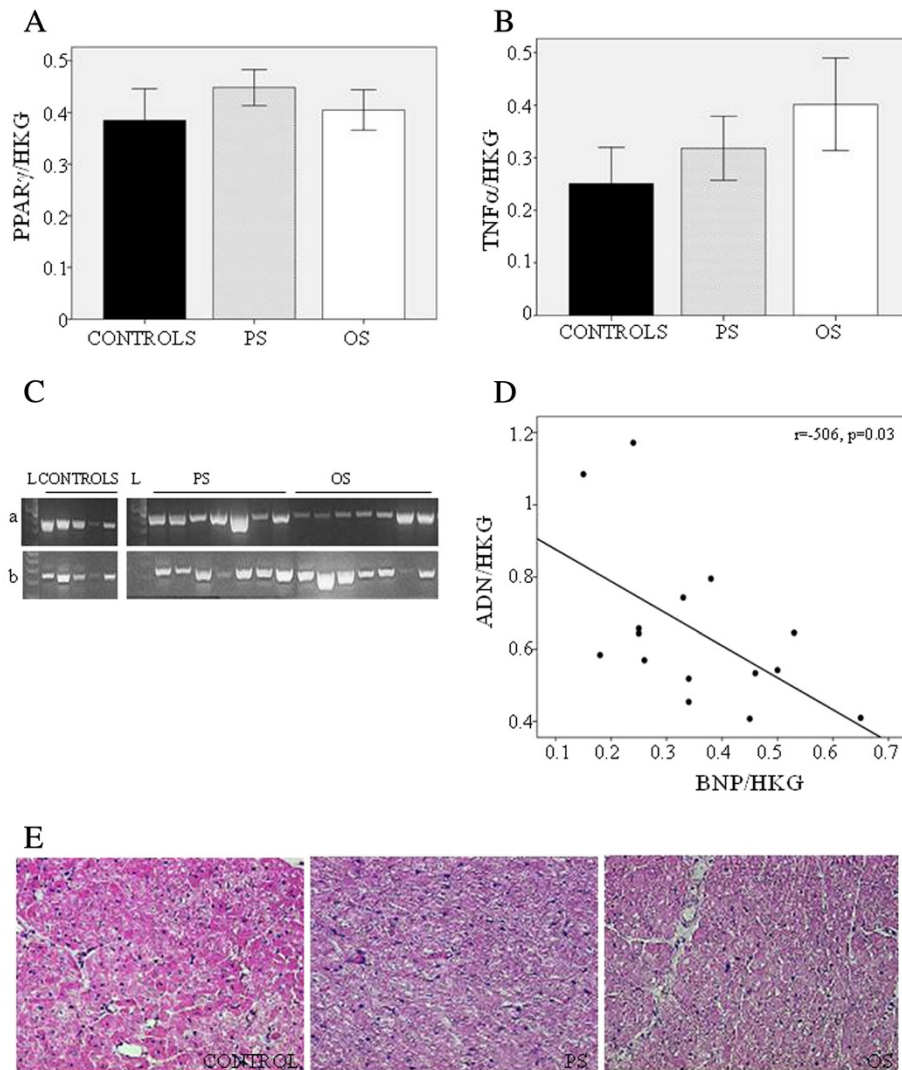 A
PPARγ/HKG
0.5
0.4
0.3
0.2
0.1
0
CONTROLS PS OS
B
TNFα/HKG
0.5
0.4
0.3
0.2
0.1
0
CONTROLS PS OS
C
L CONTROLS L PS OS
a
b
D
r=-506, p=0.03
ADN/HKG
1.2
1
0.8
0.6
0.4
0.1 0.2 0.3 0.4 0.5 0.6 0.7
BNP/HKG
E
CONTROL PS OS